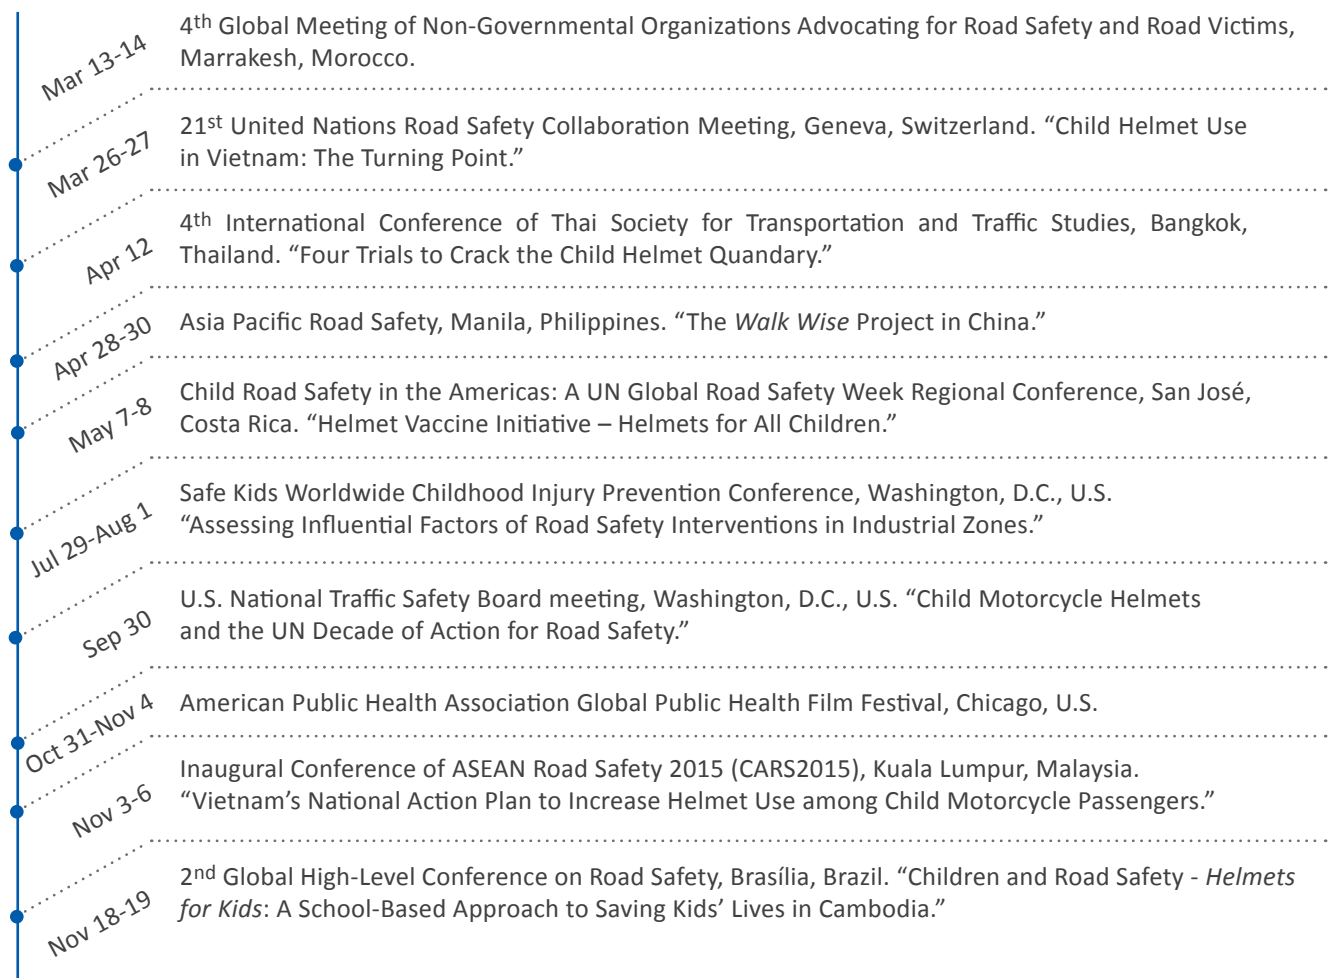 Mar 13-14
4th Global Meeting of Non-Governmental Organizations Advocating for Road Safety and Road Victims,
Marrakesh, Morocco.
Mar 26-27
21st United Nations Road Safety Collaboration Meeting, Geneva, Switzerland. “Child Helmet Use
in Vietnam: The Turning Point.”
Apr 12
4th International Conference of Thai Society for Transportation and Traffic Studies, Bangkok,
Thailand. “Four Trials to Crack the Child Helmet Quandary.”
Apr 28-30
Asia Pacific Road Safety, Manila, Philippines. “The Walk Wise Project in China.”
May 7-8
Child Road Safety in the Americas: A UN Global Road Safety Week Regional Conference, San José,
Costa Rica. “Helmet Vaccine Initiative – Helmets for All Children.”
Jul 29-Aug 1
Safe Kids Worldwide Childhood Injury Prevention Conference, Washington, D.C., U.S.
“Assessing Influential Factors of Road Safety Interventions in Industrial Zones.”
Sep 30
U.S. National Traffic Safety Board meeting, Washington, D.C., U.S. “Child Motorcycle Helmets
and the UN Decade of Action for Road Safety.”
Oct 31-Nov 4
American Public Health Association Global Public Health Film Festival, Chicago, U.S.
Nov 3-6
Inaugural Conference of ASEAN Road Safety 2015 (CARS2015), Kuala Lumpur, Malaysia.
“Vietnam’s National Action Plan to Increase Helmet Use among Child Motorcycle Passengers.”
Nov 18-19
2nd Global High-Level Conference on Road Safety, Brasília, Brazil. “Children and Road Safety - Helmets
for Kids: A School-Based Approach to Saving Kids’ Lives in Cambodia.”